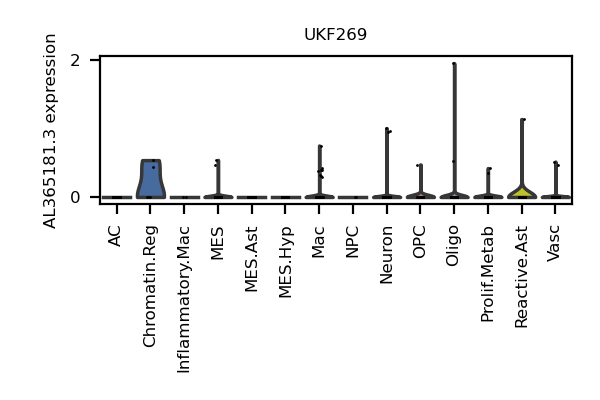 UKF269
AL365181.3 expression
2
0
AC
Chromatin.Reg
Inflammatory.Mac
MES
MES.Ast
MES.Hyp
Mac
NPC
Neuron
OPC
Oligo
Prolif.Metab
Reactive.Ast
Vasc